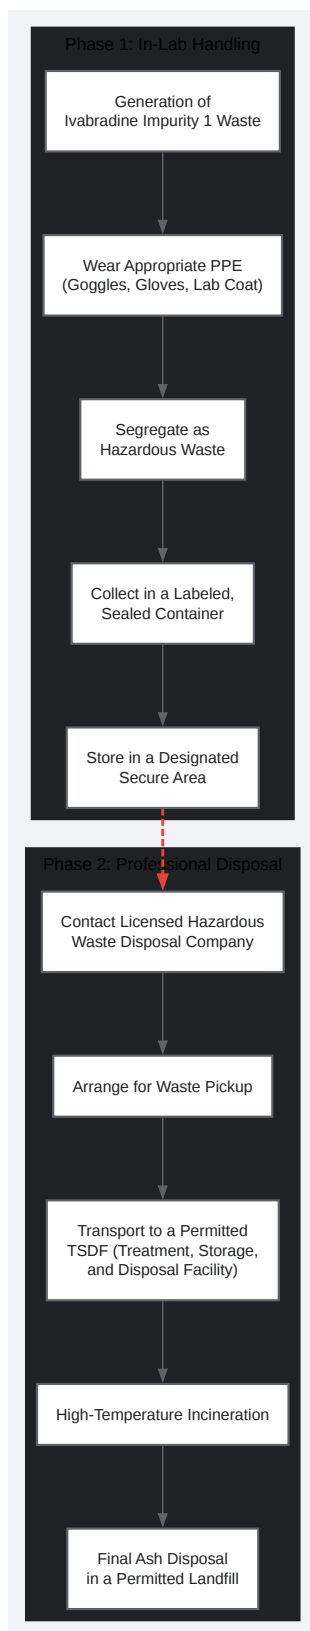 Phase 1: In-Lab Handling
Generation of
Ivabradine Impurity 1 Waste
Wear Appropriate PPE
(Goggles, Gloves, Lab Coat)
Segregate as
Hazardous Waste
Collect in a Labeled,
Sealed Container
Store in a Designated
Secure Area
Phase 2: Professional Disposal
Contact Licensed Hazardous
Waste Disposal Company
Arrange for Waste Pickup
Transport to a Permitted
TSDF (Treatment, Storage,
and Disposal Facility)
High-Temperature Incineration
Final Ash Disposal
in a Permitted Landfill